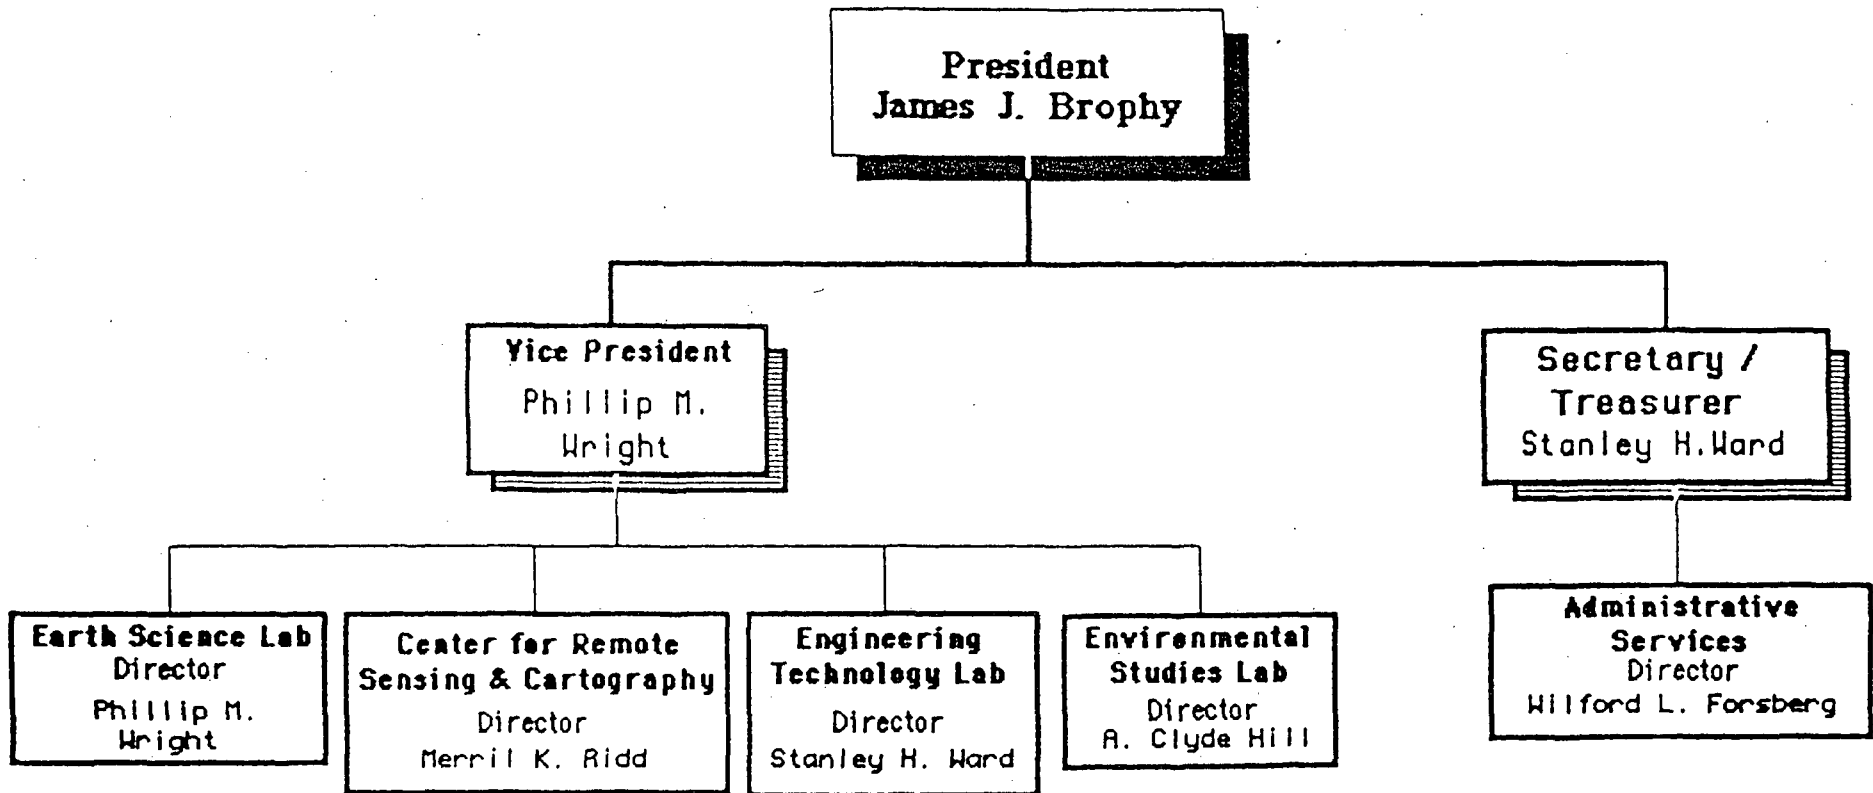 President
James J. Brophy
Vice President
Phillip M.
Wright
Secretary /
Treasurer
Stanley H.Ward
Earth Science Lab
Director
Phillip M.
Wright
Center for Remote
Sensing & Cartography
Director
Merril K. Ridd
Engineering
Technology Lab
Director
Stanley H. Ward
Environmental
Studies Lab
Director
A. Clyde Hill
Administrative
Services
Director
Wilford L. Forsberg